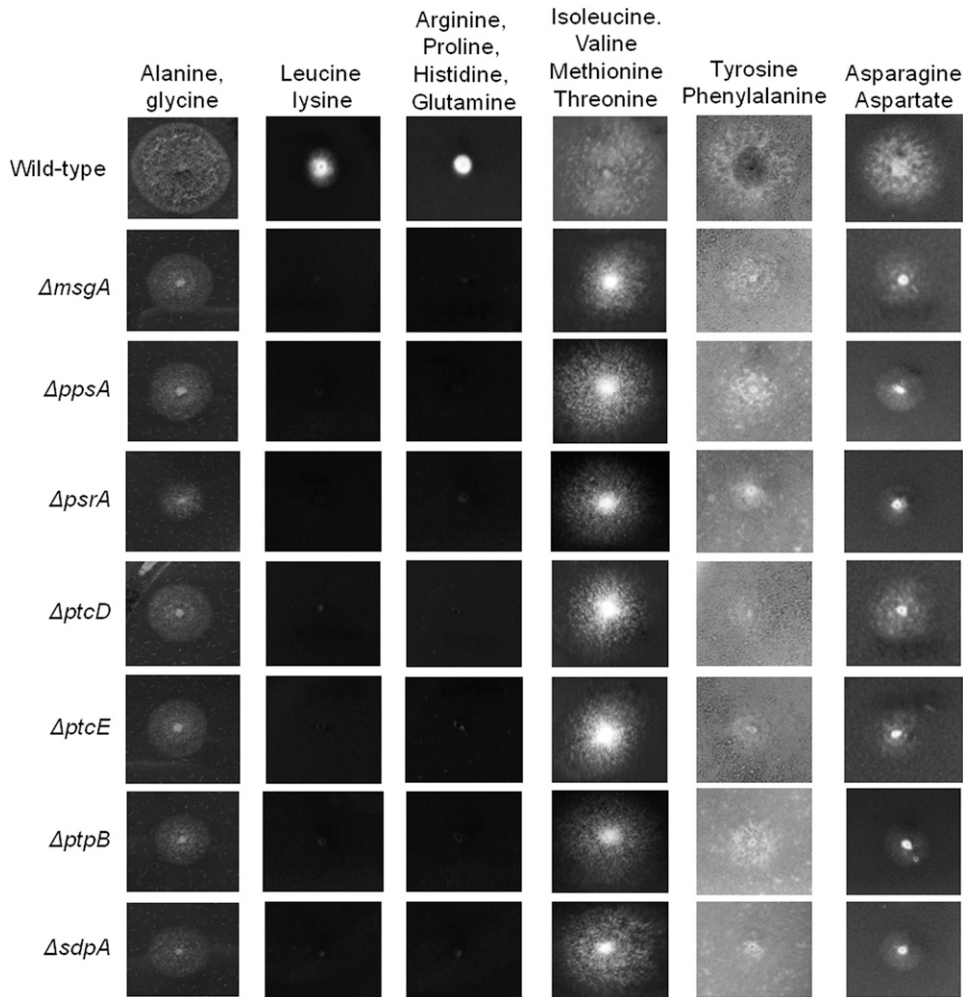 Alanine,
glycine
Leucine
lysine
Arginine,
Proline,
Histidine,
Glutamine
Isoleucine.
Valine
Methionine
Threonine
Tyrosine
Phenylalanine
Asparagine
Aspartate
Wild-type
ΔmsgA
ΔppsA
ΔpsrA
ΔptcD
ΔptcE
ΔptpB
ΔsdpA